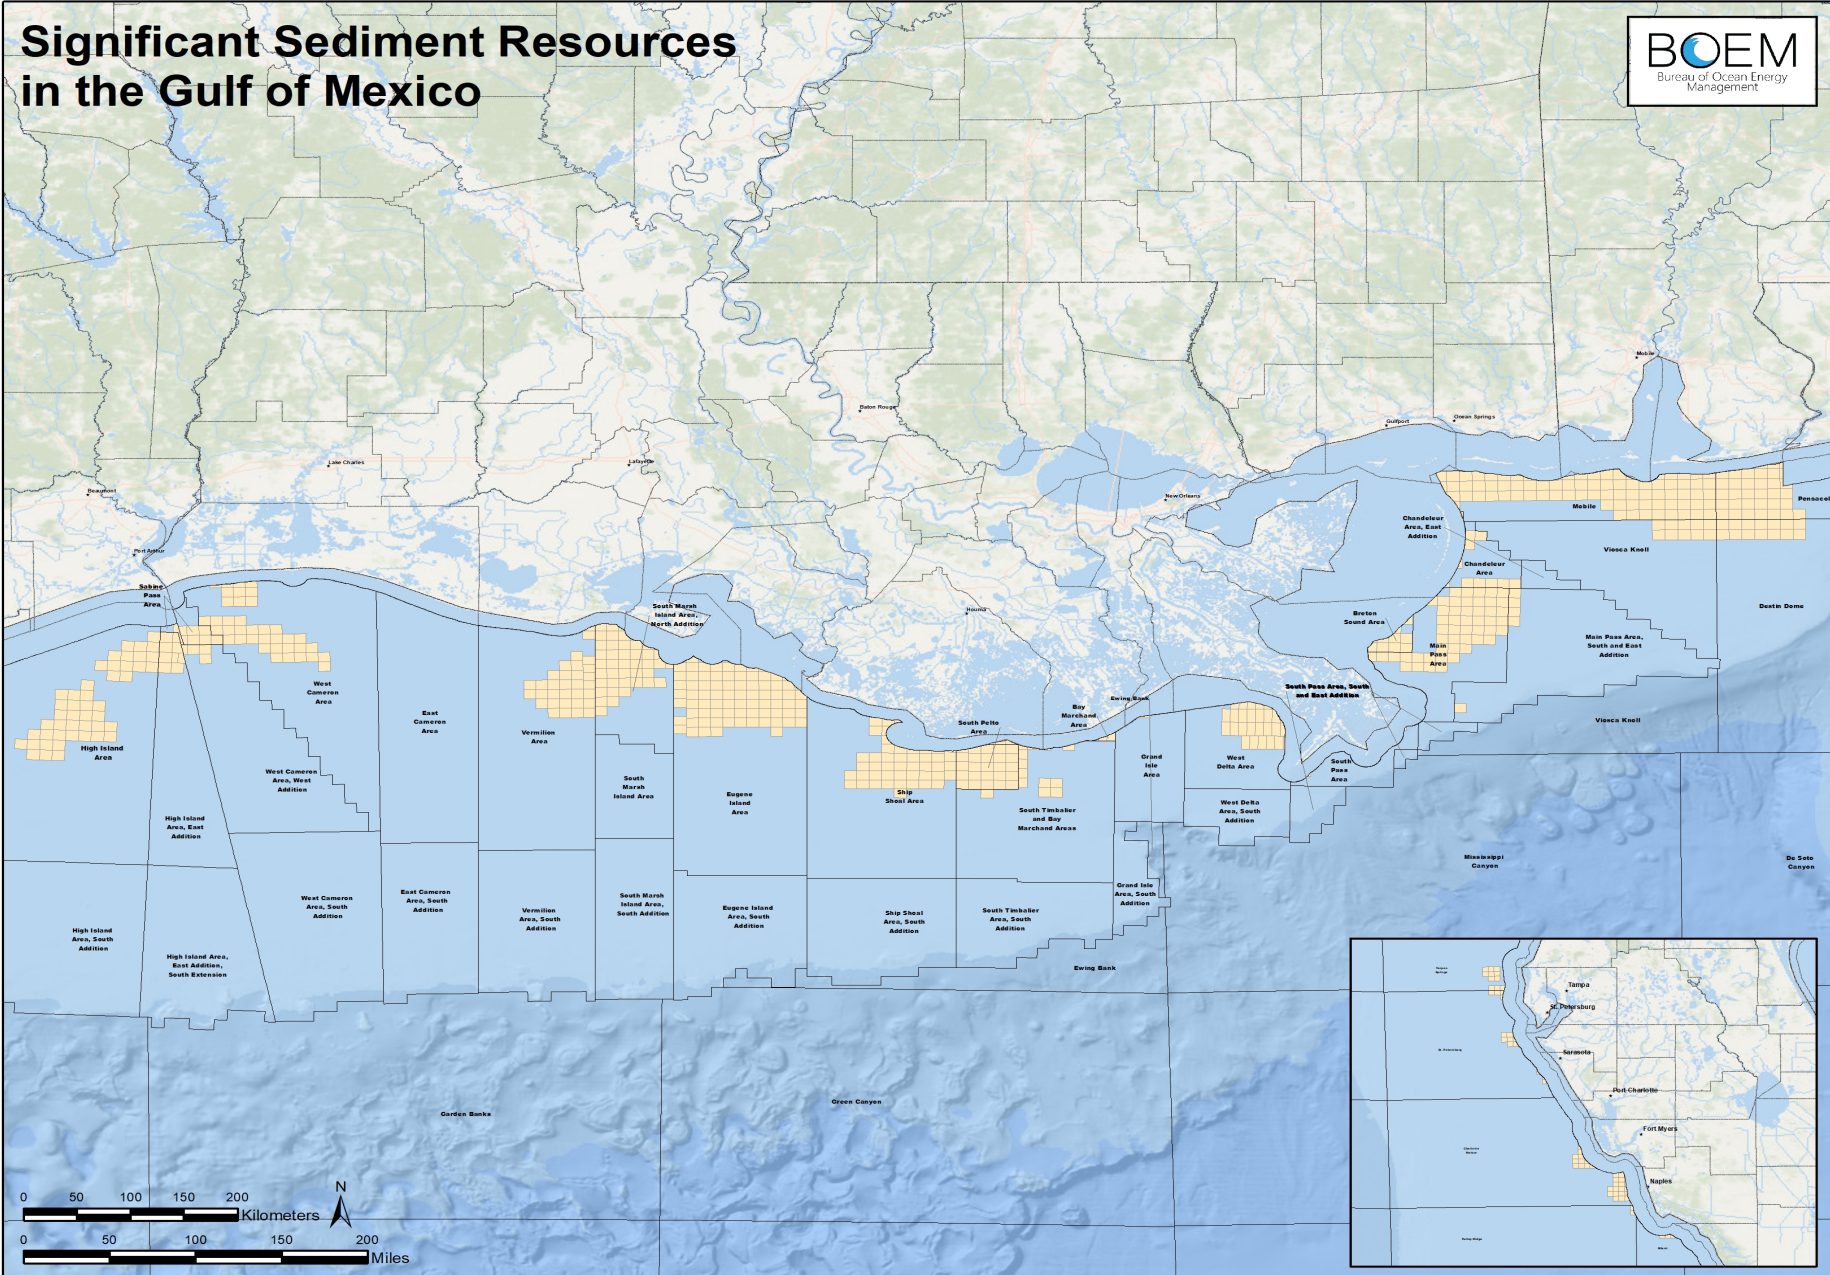 Significant Sediment Resources
in the Gulf of Mexico
BOEM
Bureau of Ocean Energy
Management
Mobile
Baton Rouge
Gulfport
Ocean Springs
Lake Charles
Lafayette
Beaumont
New Orleans
Port Arthur
Houma
Pensacol
Mobile
Chandeleur
Area, East
Addition
Viosca Knoll
Chandeleur
Area
Sabine
Pass
Area
South Marsh
Island Area,
North Addition
Breton
Sound Area
Destin Dome
Main
Pass
Area
Main Pass Area,
South and East
Addition
West
Cameron
Area
East
Cameron
Area
Vermilion
Area
South Pelto
Area
Bay
Marchand
Area
Ewing Bank
South Pass Area, South
and East Addition
Viosca Knoll
High Island
Area
West Cameron
Area, West
Addition
South
Marsh
Island Area
Eugene
Island
Area
Ship
Shoal Area
South Timbalier
and Bay
Marchand Areas
Grand
Isle
Area
West
Delta Area
South
Pass
Area
West Delta
Area, South
Addition
High Island
Area, East
Addition
Mississippi
Canyon
De Soto
Canyon
High Island
Area, South
Addition
West Cameron
Area, South
Addition
East Cameron
Area, South
Addition
Vermilion
Area, South
Addition
South Marsh
Island Area,
South Addition
Eugene Island
Area, South
Addition
Ship Shoal
Area, South
Addition
South Timbalier
Area, South
Addition
Grand Isle
Area, South
Addition
High Island Area,
East Addition,
South Extension
Ewing Bank
Garden Banks
Green Canyon
Tampa
St. Petersburg
Sarasota
Port Charlotte
Fort Myers
Naples
St. Petersburg
Miami
N
0 50 100 150 200
Kilometers
0 50 100 150 200
Miles